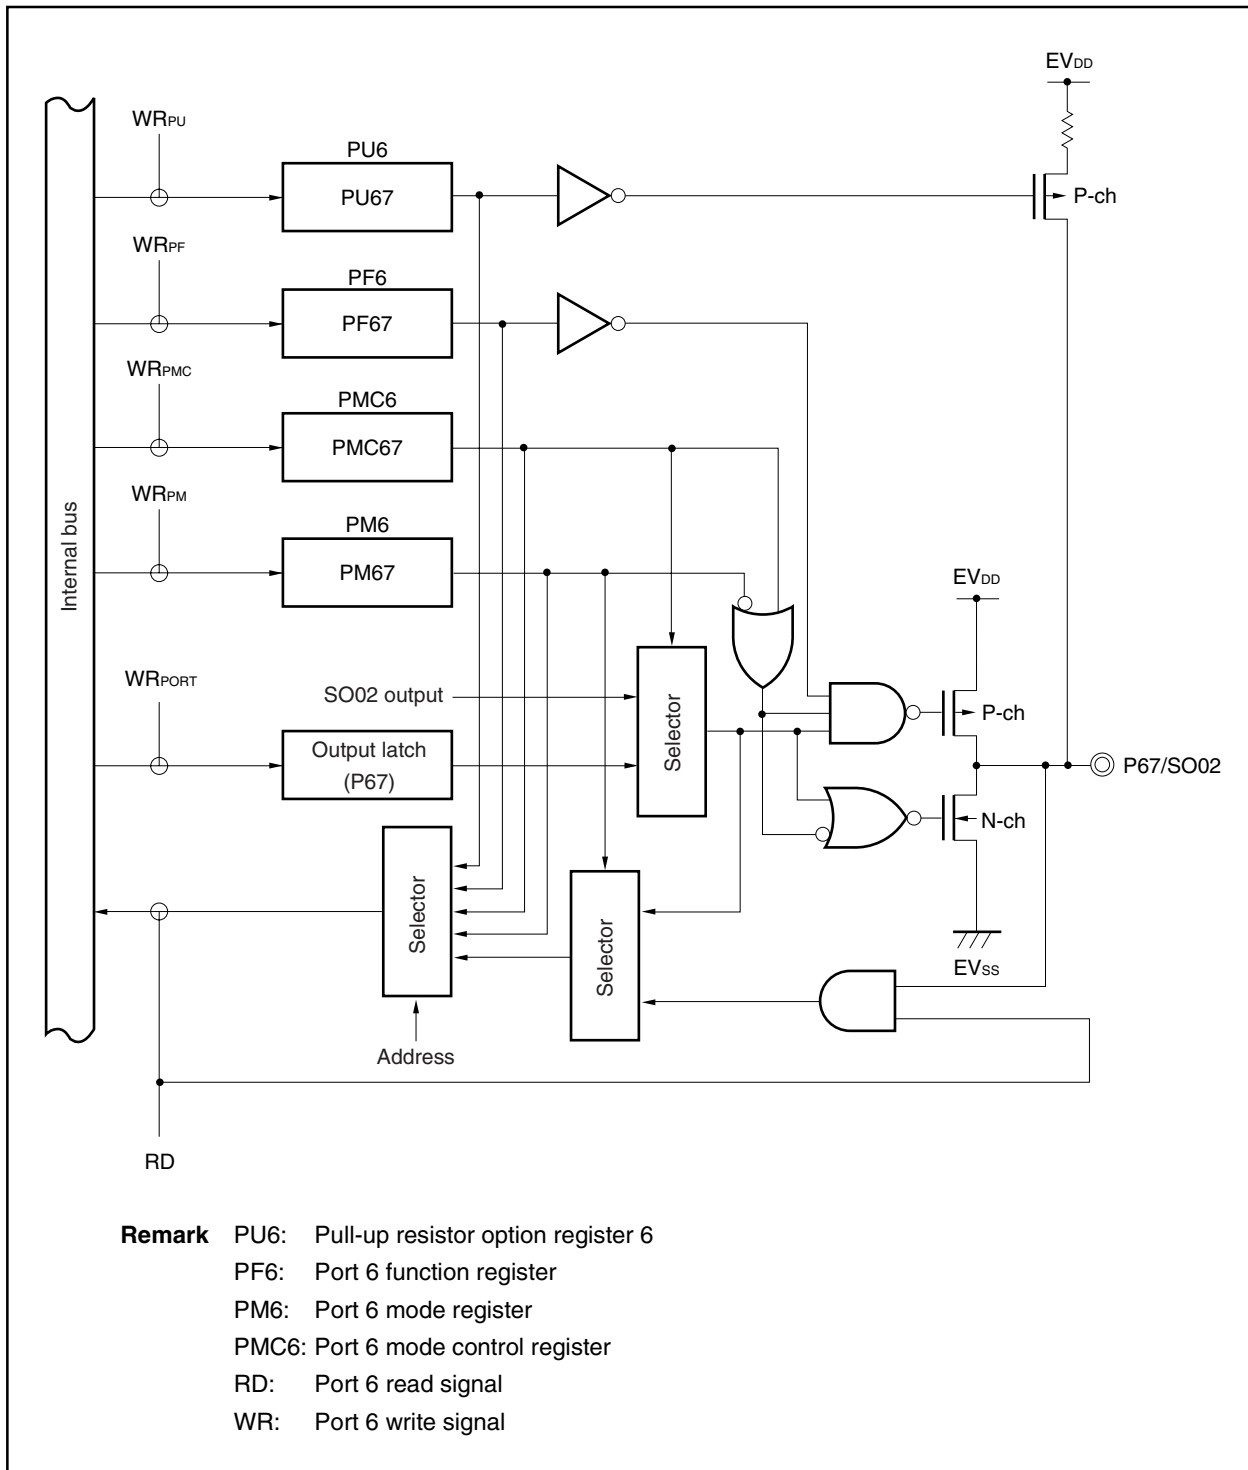 EVDD
WRPU
PU6
PU67
P-ch
WRPF
PF6
PF67
WRPMC
PMC6
PMC67
WRPM
PM6
PM67
Internal bus
EVDD
WRPORT
SO02 output
Selector
P-ch
Output latch
(P67)
P67/SO02
N-ch
Selector
Selector
EVSS
Address
RD
Remark PU6: Pull-up resistor option register 6
PF6: Port 6 function register
PM6: Port 6 mode register
PMC6: Port 6 mode control register
RD: Port 6 read signal
WR: Port 6 write signal